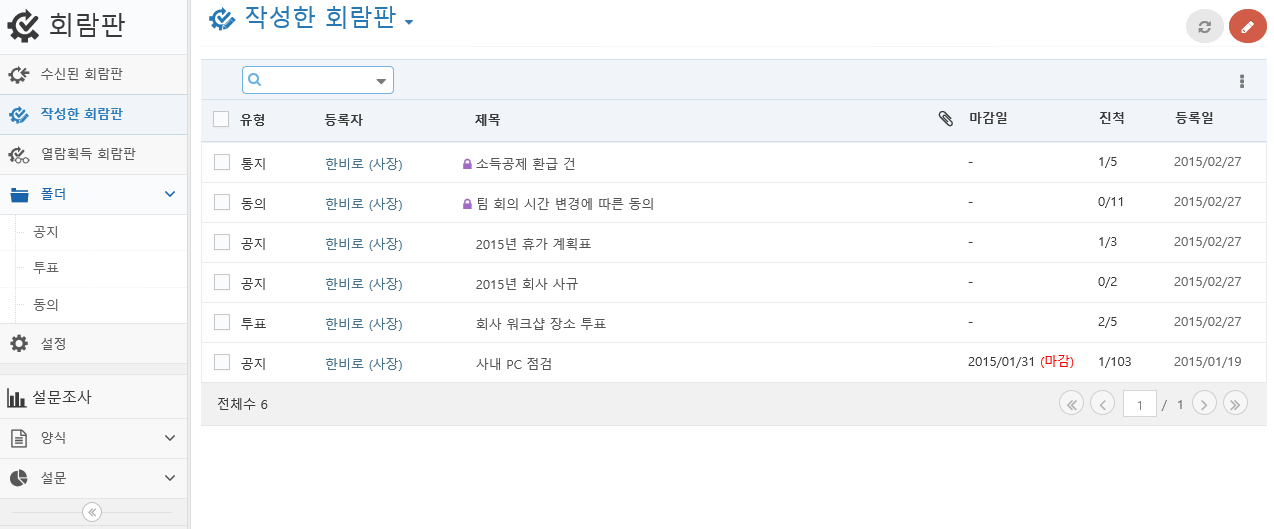 회람판
수신된 회람판
작성한 회람판
열람획득 회람판
폴더
공지
투표
동의
설정
설문조사
양식
설문
작성한 회람판
유형 등록자 제목 마감일 진척 등록일
통지 한비로 (사장) 소득공제 환급 건 - 1/5 2015/02/27
동의 한비로 (사장) 팀 회의 시간 변경에 따른 동의 - 0/11 2015/02/27
공지 한비로 (사장) 2015년 휴가 계획표 - 1/3 2015/02/27
공지 한비로 (사장) 2015년 회사 사규 - 0/2 2015/02/27
투표 한비로 (사장) 회사 워크샵 장소 투표 - 2/5 2015/02/27
공지 한비로 (사장) 사내 PC 점검 2015/01/31 (마감) 1/103 2015/01/19
전체수 6 1 / 1